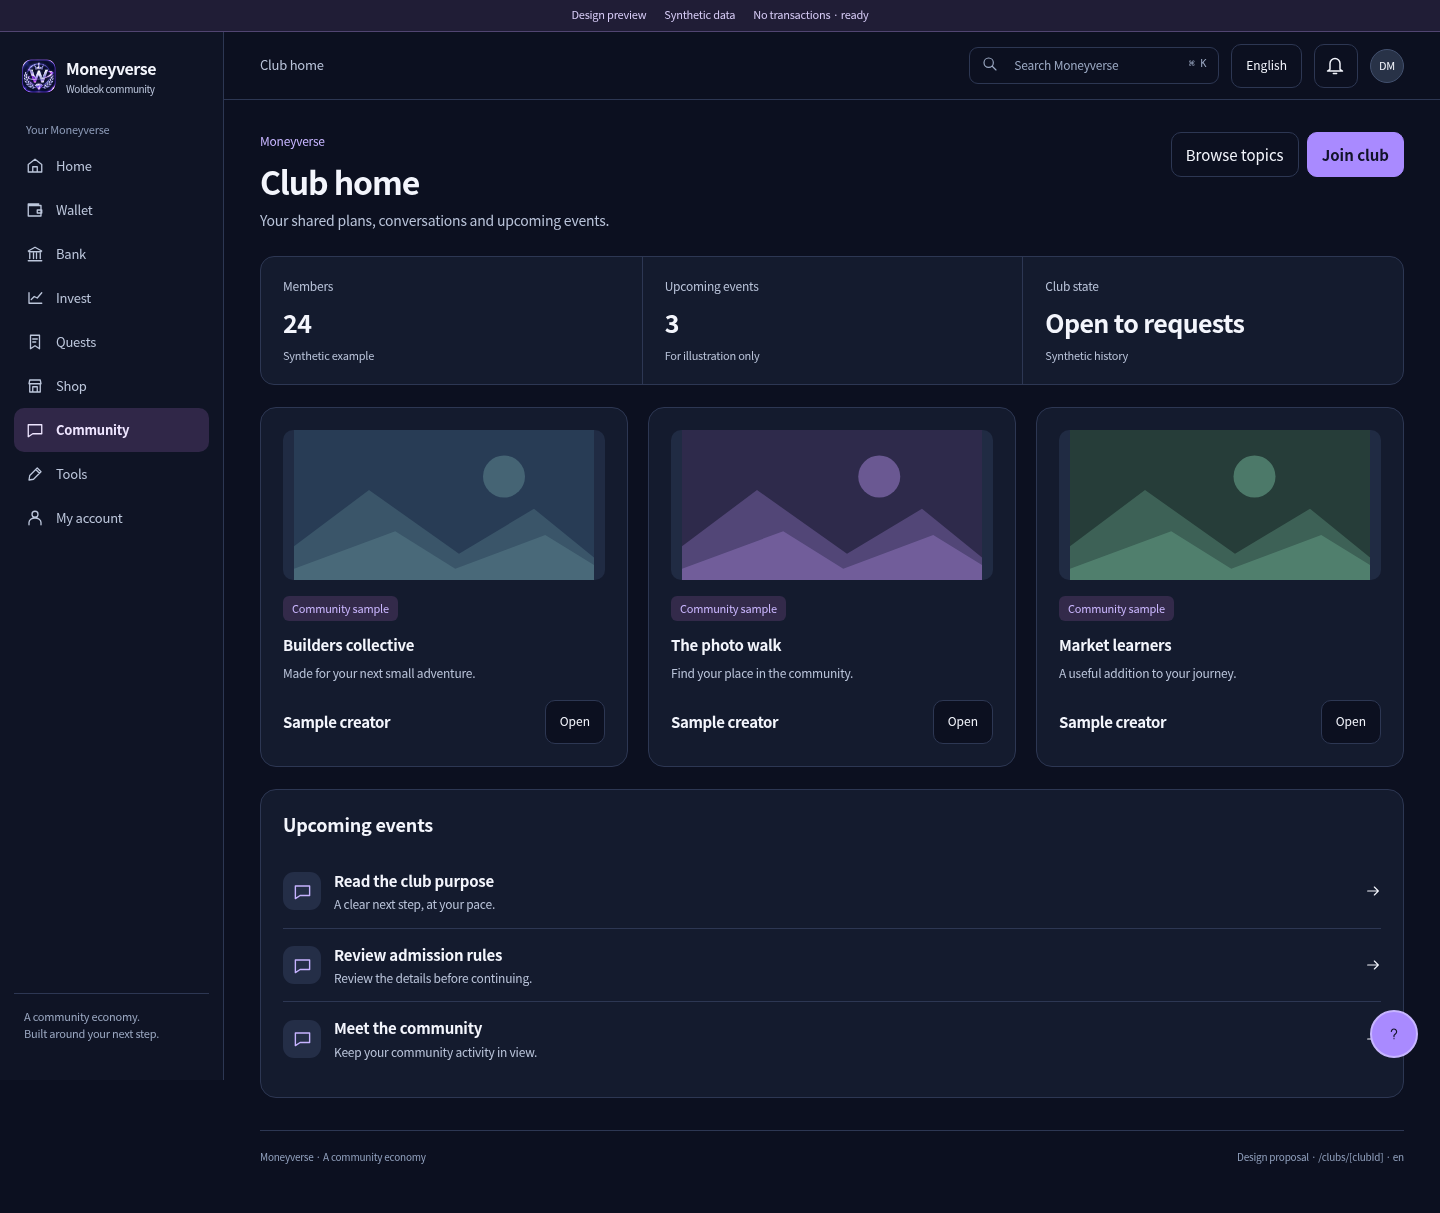 Design preview Synthetic data No transactions · ready
Moneyverse
Woldeok community
Your Moneyverse
Home
Wallet
Bank
Invest
Quests
Shop
Community
Tools
My account
A community economy.
Built around your next step.
Club home
Search Moneyverse ⌘ K
English
DM
Moneyverse
Club home
Your shared plans, conversations and upcoming events.
Browse topics
Join club
Members
24
Synthetic example
Upcoming events
3
For illustration only
Club state
Open to requests
Synthetic history
Community sample
Builders collective
Made for your next small adventure.
Sample creator
Open
Community sample
The photo walk
Find your place in the community.
Sample creator
Open
Community sample
Market learners
A useful addition to your journey.
Sample creator
Open
Upcoming events
Read the club purpose
A clear next step, at your pace.
Review admission rules
Review the details before continuing.
Meet the community
Keep your community activity in view.
?
Moneyverse · A community economy
Design proposal · /clubs/[clubId] · en